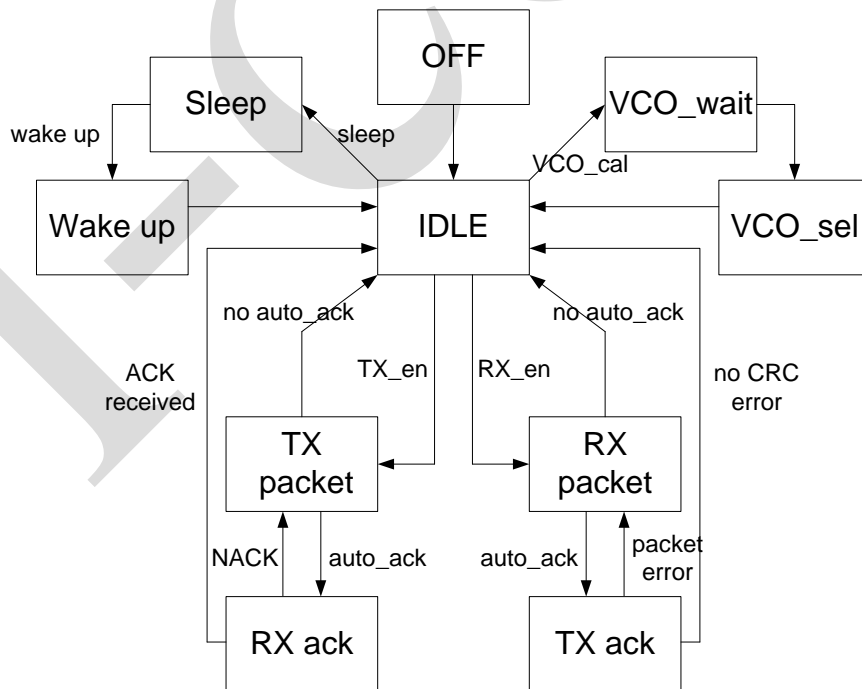 OFF
Sleep
VCO_wait
wake up
sleep
VCO_cal
Wake up
IDLE
VCO_sel
no auto_ack
no auto_ack
TX_en
RX_en
ACK
received
no CRC
error
TX
packet
RX
packet
NACK
auto_ack
auto_ack
packet
error
RX ack
TX ack